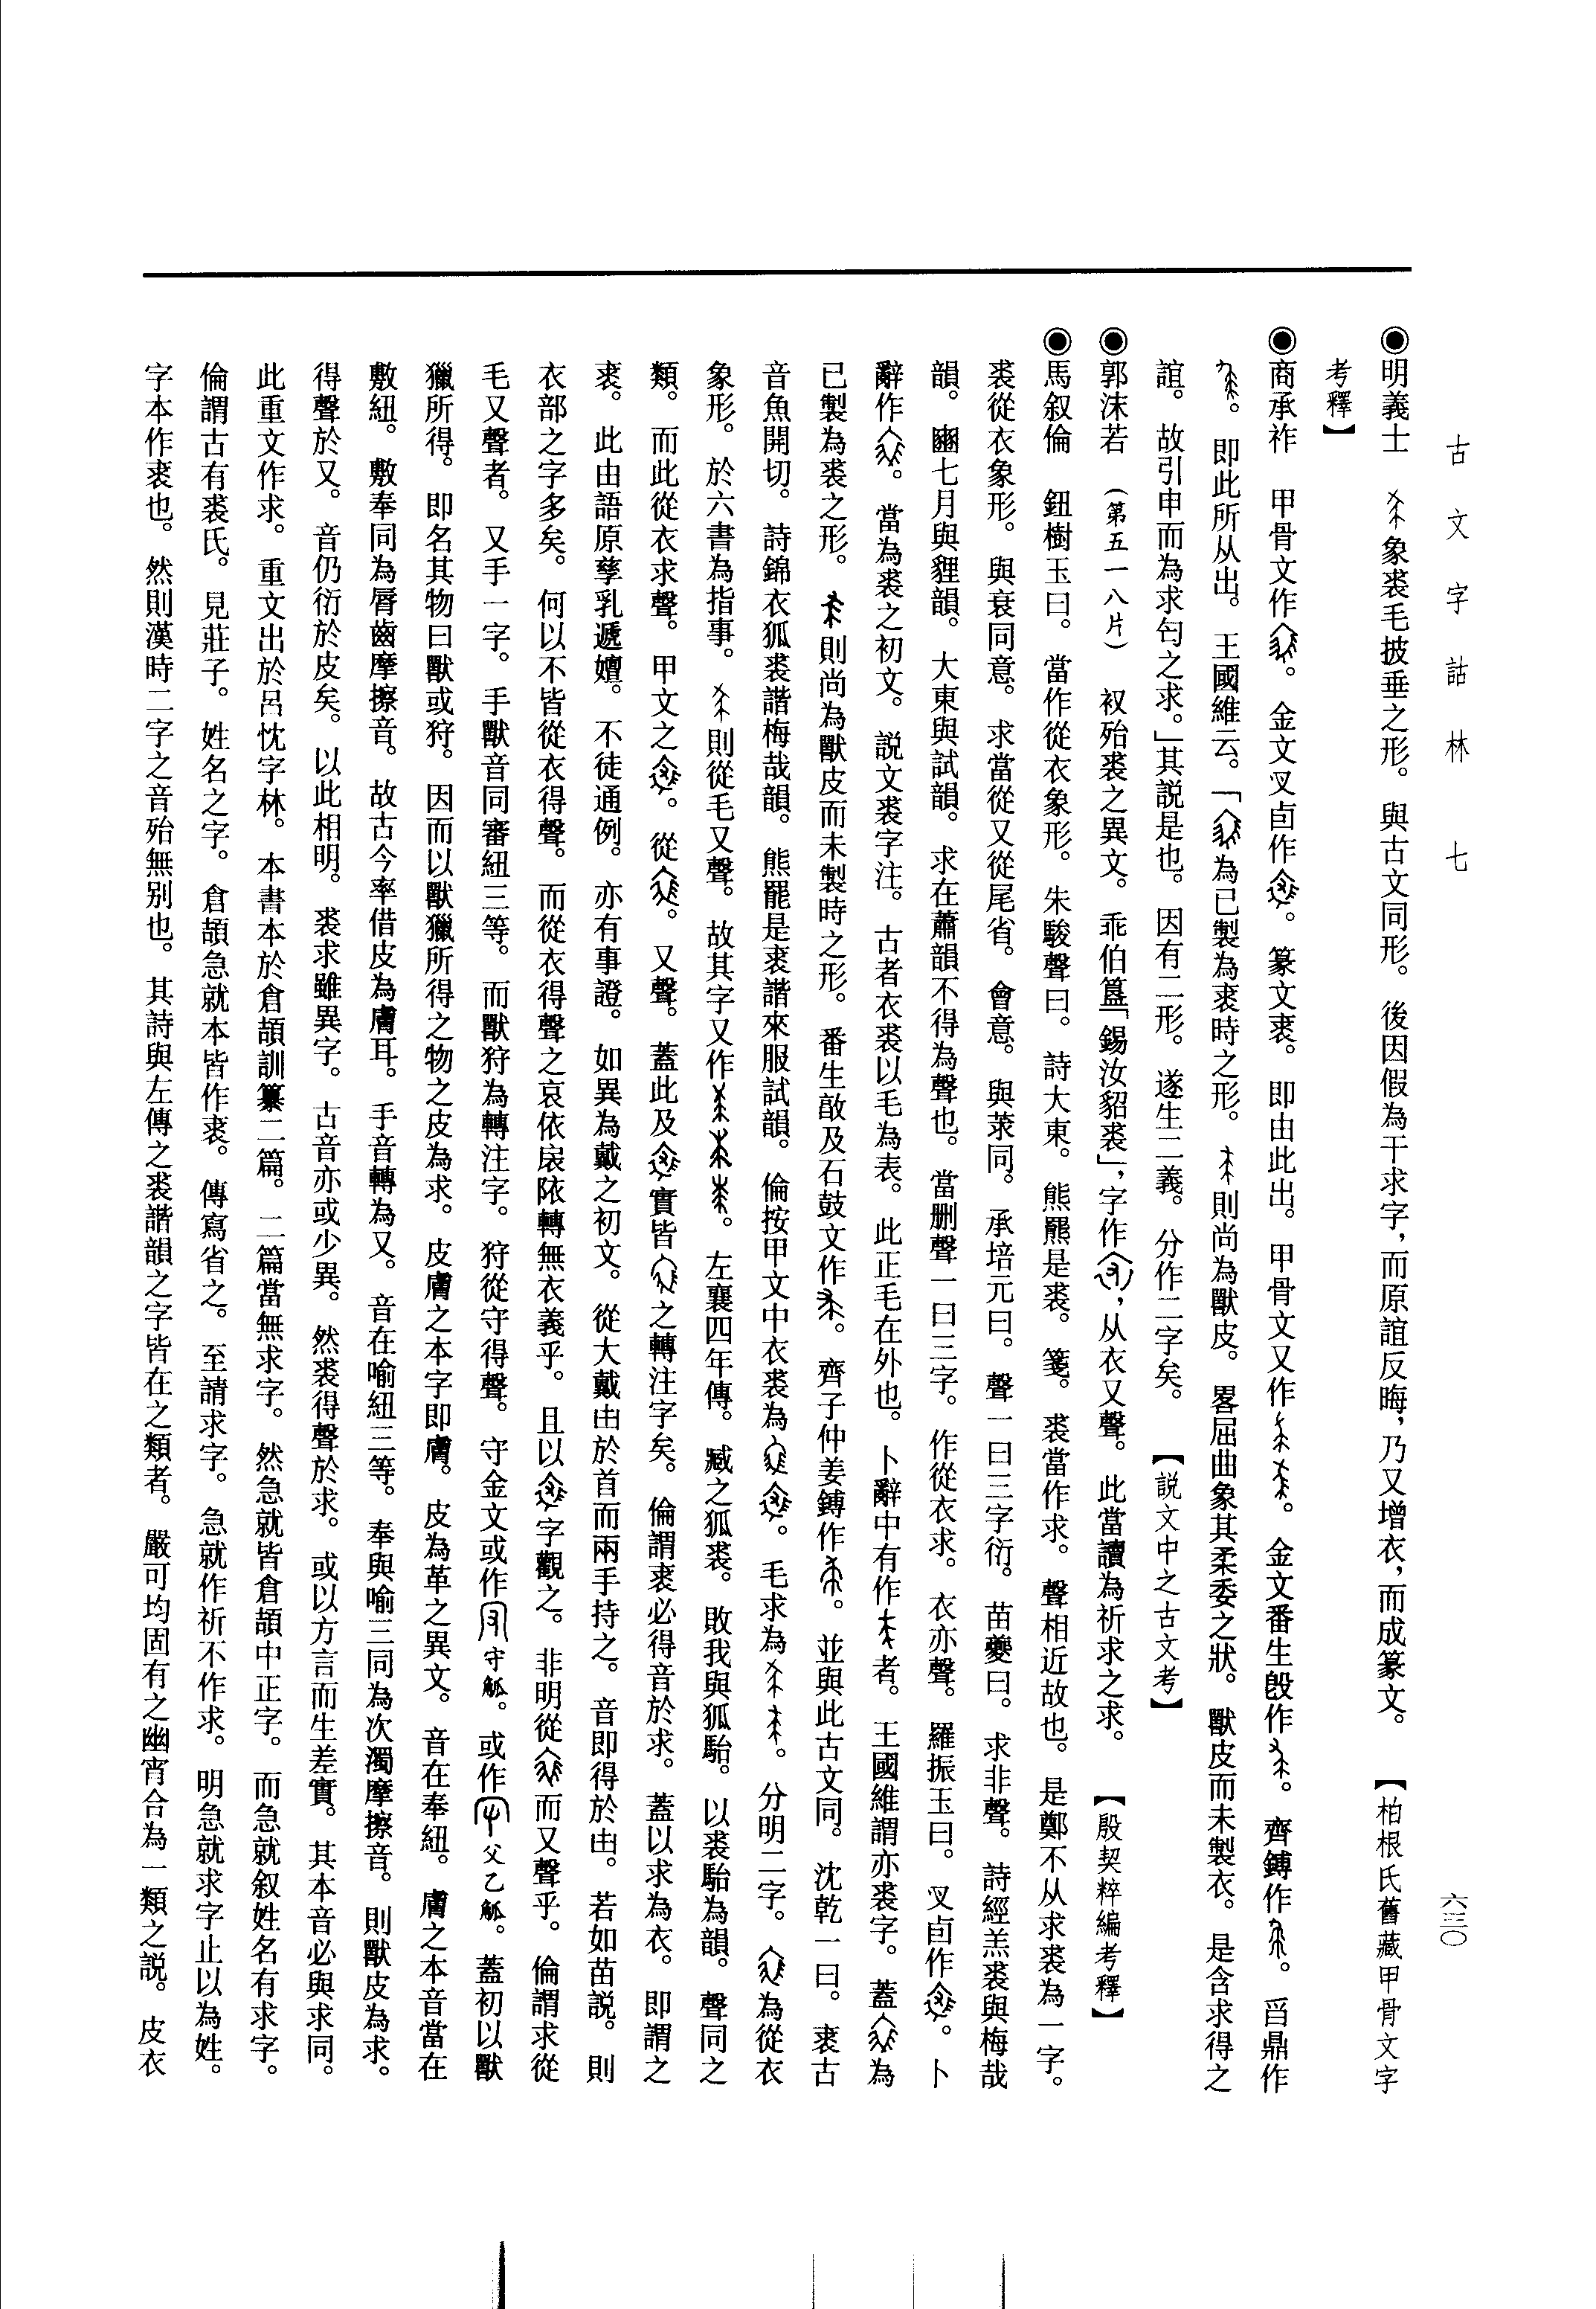 古文字詁林　七
六三〇
◉明義士　象裘毛披垂之形。與古文同形。後因假為干求字，而原誼反晦，乃又增衣，而成篆文。【柏根氏舊藏甲骨文字
考釋】
◉商承祚　甲骨文作。金文叉卣作。篆文裘。即由此出。甲骨文又作。金文番生𣪘作。齊鎛作。舀鼎作
。即此所从出。王國維云。「為已製為裘時之形。則尚為獸皮。畧屈曲象其柔委之狀。獸皮而未製衣。是含求得之
誼。故引申而為求匄之求。」其説是也。因有二形。遂生二義。分作二字矣。【説文中之古文考】
◉郭沫若　（第五一八片）　衩殆裘之異文。乖伯簋「錫汝貂裘」，字作，从衣又聲。此當讀為祈求之求。【殷契粹編考釋】
◉馬叙倫　鈕樹玉曰。當作從衣象形。朱駿聲曰。詩大東。熊羆是裘。箋。裘當作求。聲相近故也。是鄭不从求裘為一字。
裘從衣象形。與衰同意。求當從又從尾省。會意。與隶同。承培元曰。聲一曰三字衍。苗夔曰。求非聲。詩經羔裘與梅哉
韻。豳七月與貍韻。大東與試韻。求在蕭韻不得為聲也。當删聲一曰三字。作從衣求。衣亦聲。羅振玉曰。叉卣作。卜
辭作。當為裘之初文。説文裘字注。古者衣裘以毛為表。此正毛在外也。卜辭中有作者。王國維謂亦裘字。蓋為
已製為裘之形。則尚為獸皮而未製時之形。番生敨及石鼓文作。齊子仲姜鎛作。並與此古文同。沈乾一曰。裘古
音魚開切。詩錦衣狐裘諧梅哉韻。熊羆是裘諧來服試韻。倫按甲文中衣裘為。毛求為。分明二字。為從衣
象形。於六書為指事。則從毛又聲。故其字又作。左襄四年傳。臧之狐裘。敗我與狐駘。以裘駘為韻。聲同之
類。而此從衣求聲。甲文之。從。又聲。蓋此及實皆之轉注字矣。倫謂裘必得音於求。蓋以求為衣。即謂之
裘。此由語原孳乳遞嬗。不徒通例。亦有事證。如異為戴之初文。從大戴甶於首而兩手持之。音即得於甶。若如苗説。則
衣部之字多矣。何以不皆從衣得聲。而從衣得聲之哀依扆陔轉無衣義乎。且以字觀之。非明從而又聲乎。倫謂求從
毛又聲者。又手一字。手獸音同審紐三等。而獸狩為轉注字。狩從守得聲。守金文或作守觚。或作父乙觚。蓋初以獸
獵所得。即名其物曰獸或狩。因而以獸獵所得之物之皮為求。皮膚之本字即膚。皮為革之異文。音在奉紐。膚之本音當在
敷紐。敷奉同為脣齒摩擦音。故古今率借皮為膚耳。手音轉為又。音在喻紐三等。奉與喻三同為次濁摩擦音。則獸皮為求。
得聲於又。音仍衍於皮矣。以此相明。裘求雖異字。古音亦或少異。然裘得聲於求。或以方言而生差實。其本音必與求同。
此重文作求。重文出於呂忱字林。本書本於倉頡訓纂二篇。二篇當無求字。然急就皆倉頡中正字。而急就叙姓名有求字。
倫謂古有裘氏。見莊子。姓名之字。倉頡急就本皆作裘。傳寫省之。至請求字。急就作祈不作求。明急就求字止以為姓。
字本作裘也。然則漢時二字之音殆無别也。其詩與左傳之裘諧韻之字皆在之類者。嚴可均固有之幽宵合為一類之説。皮衣